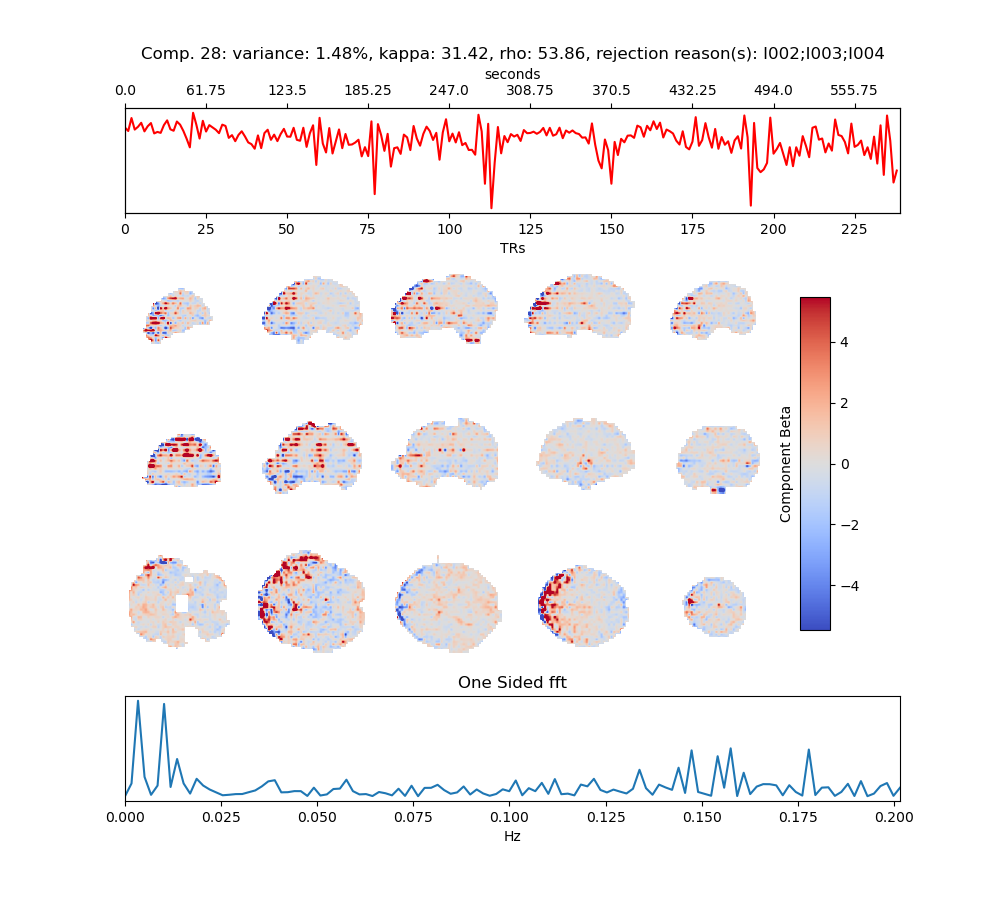 Comp. 28: variance: 1.48%, kappa: 31.42, rho: 53.86, rejection reason(s): I002;I003;I004
seconds
0.0 61.75 123.5 185.25 247.0 308.75 370.5 432.25 494.0 555.75
0 25 50 75 100 125 150 175 200 225
TRs
4
2
0
−2
−4
Component Beta
One Sided fft
0.000 0.025 0.050 0.075 0.100 0.125 0.150 0.175 0.200
Hz